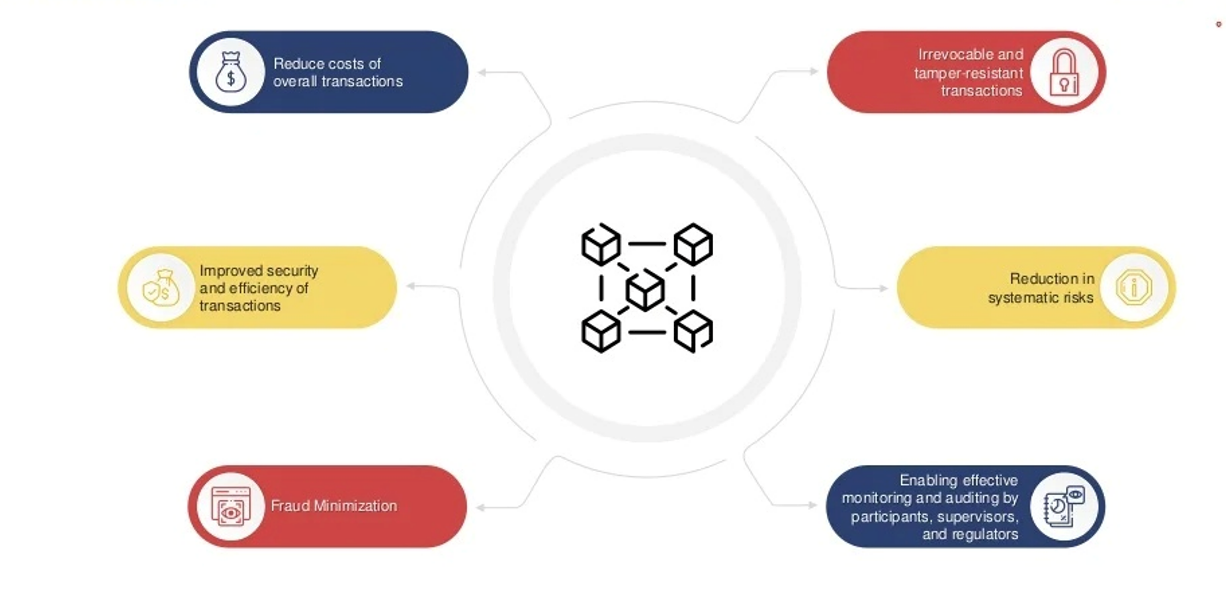 Reduce costs of
overall transactions
Irrevocable and
tamper-resistant
transactions
Improved security
and efficiency of
transactions
Reduction in
systematic risks
Fraud Minimization
Enabling effective
monitoring and auditing by
participants, supervisors,
and regulators